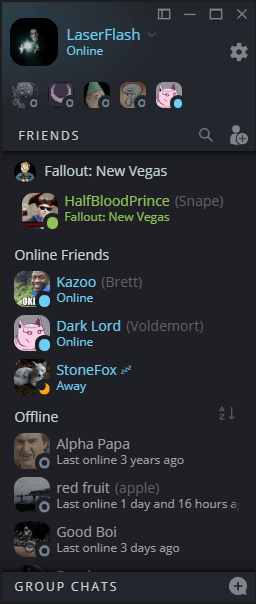 LaserFlash
Online
FRIENDS
Fallout: New Vegas
HalfBloodPrince (Snape)
Fallout: New Vegas
Online Friends
OKI
Kazoo (Brett)
Online
Dark Lord (Voldemort)
Online
StoneFox zzz
Away
Offline
A
Z
Alpha Papa
Last online 3 years ago
red fruit (apple)
Last online 1 day and 16 hours a
Good Boi
Last online 3 days ago
GROUP CHATS